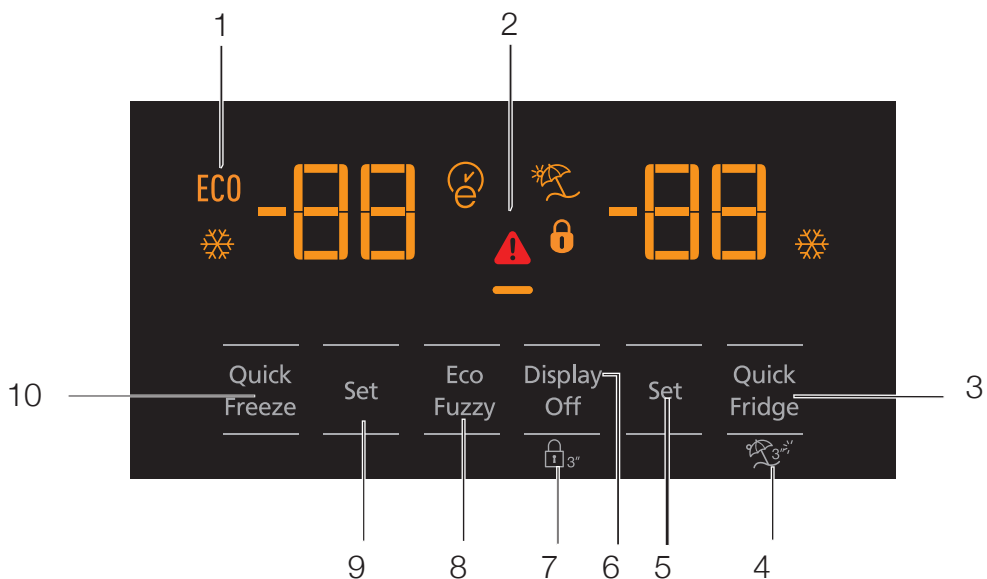 1
2
ECO
-88
e
-88
Quick
Freeze
Set
Eco
Fuzzy
Display
Off
Set
Quick
Fridge
10
3
3"
3"
9
8
7
6
5
4